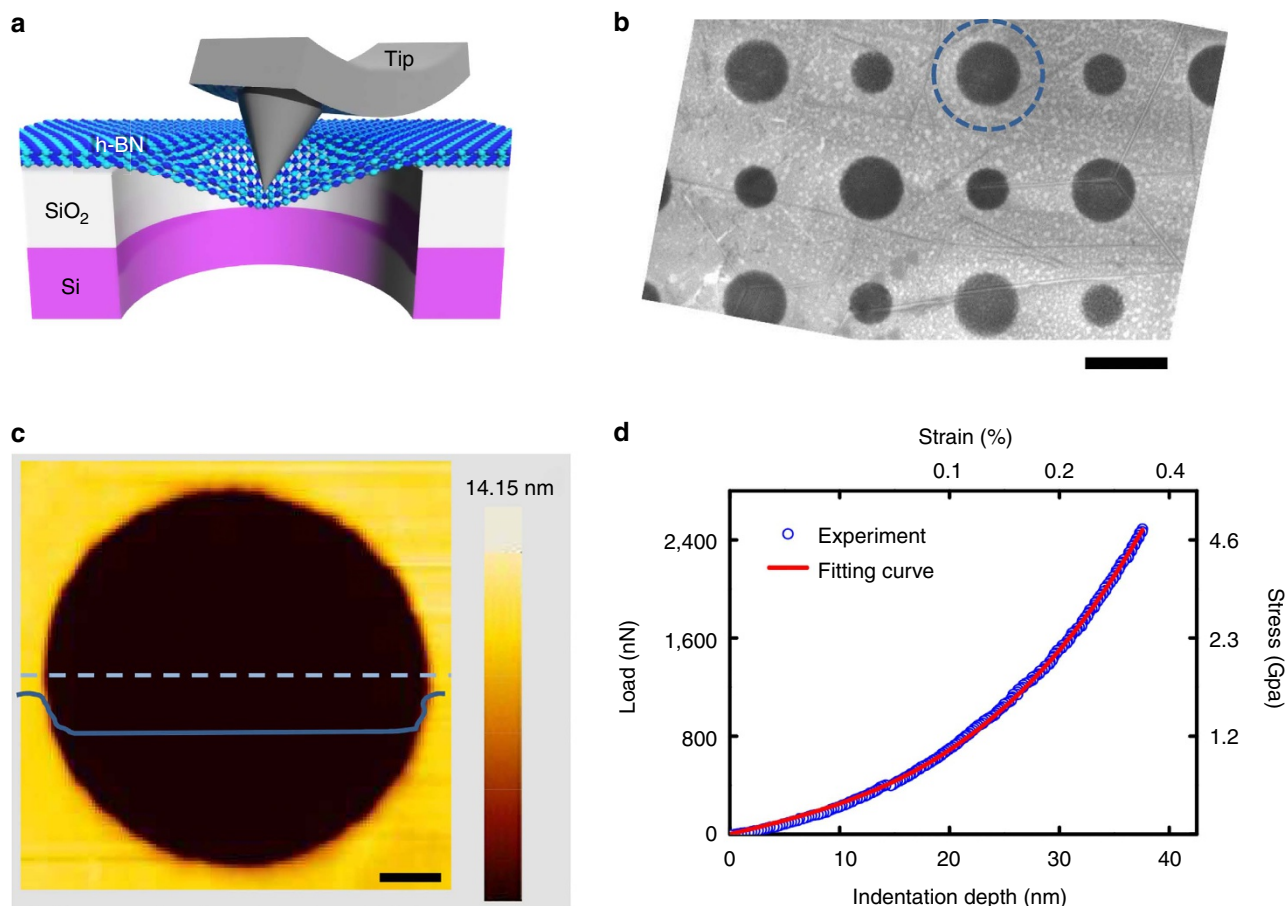 a
Tip
h-BN
SiO2
Si
b
c
14.15 nm
d
Strain (%)
0.1 0.2 0.4
Experiment
Fitting curve
2,400
1,600
800
0
Load (nN)
4.6
2.3
1.2
Stress (Gpa)
0 10 20 30 40
Indentation depth (nm)